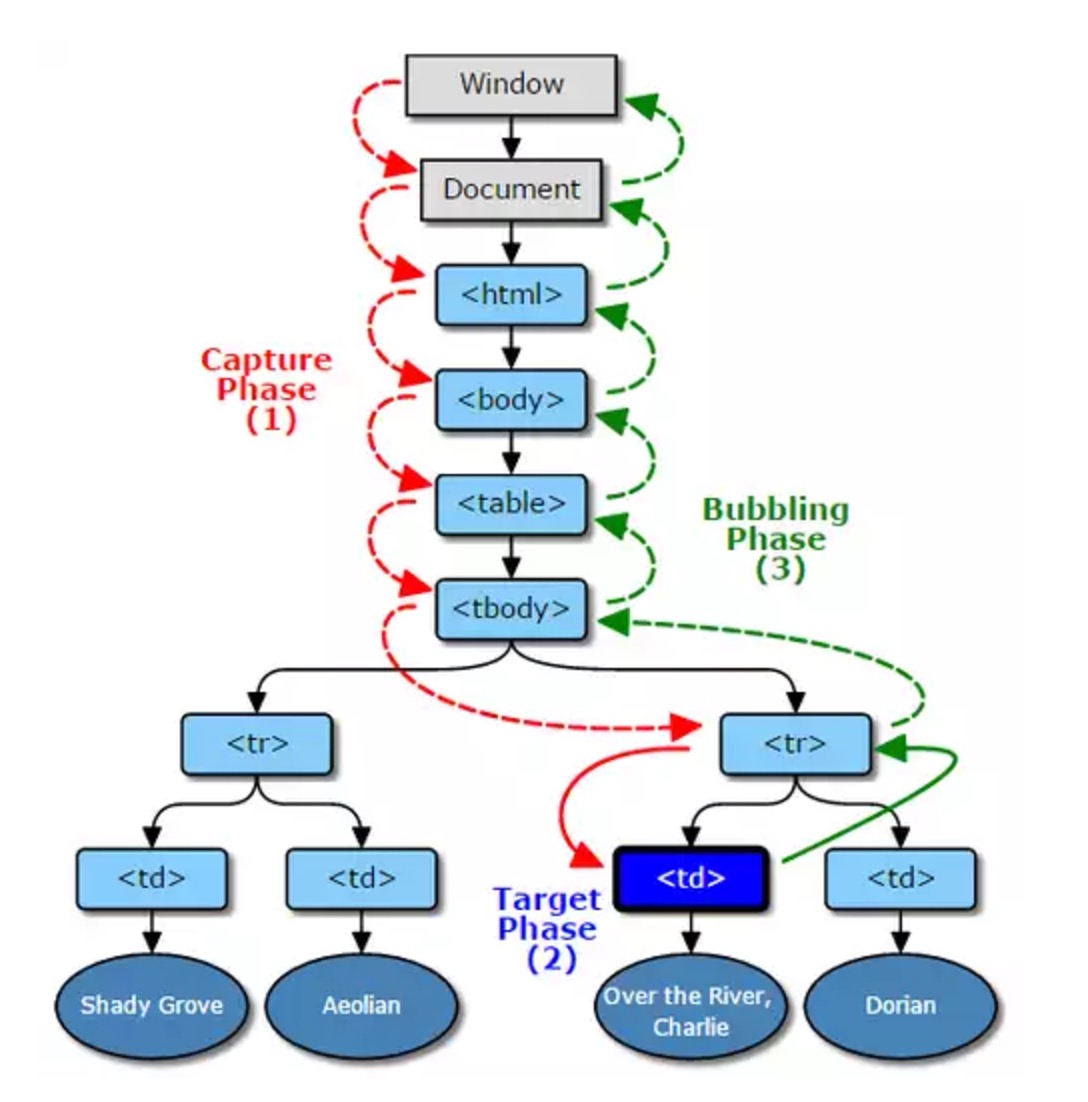 Window
Document
<html>
Capture
Phase
(1)
<body>
<table>
Bubbling
Phase
(3)
<tbody>
<tr>
<tr>
<td>
<td>
<td>
<td>
Target
Phase
(2)
Shady Grove
Aeolian
Over the River,
Charlie
Dorian